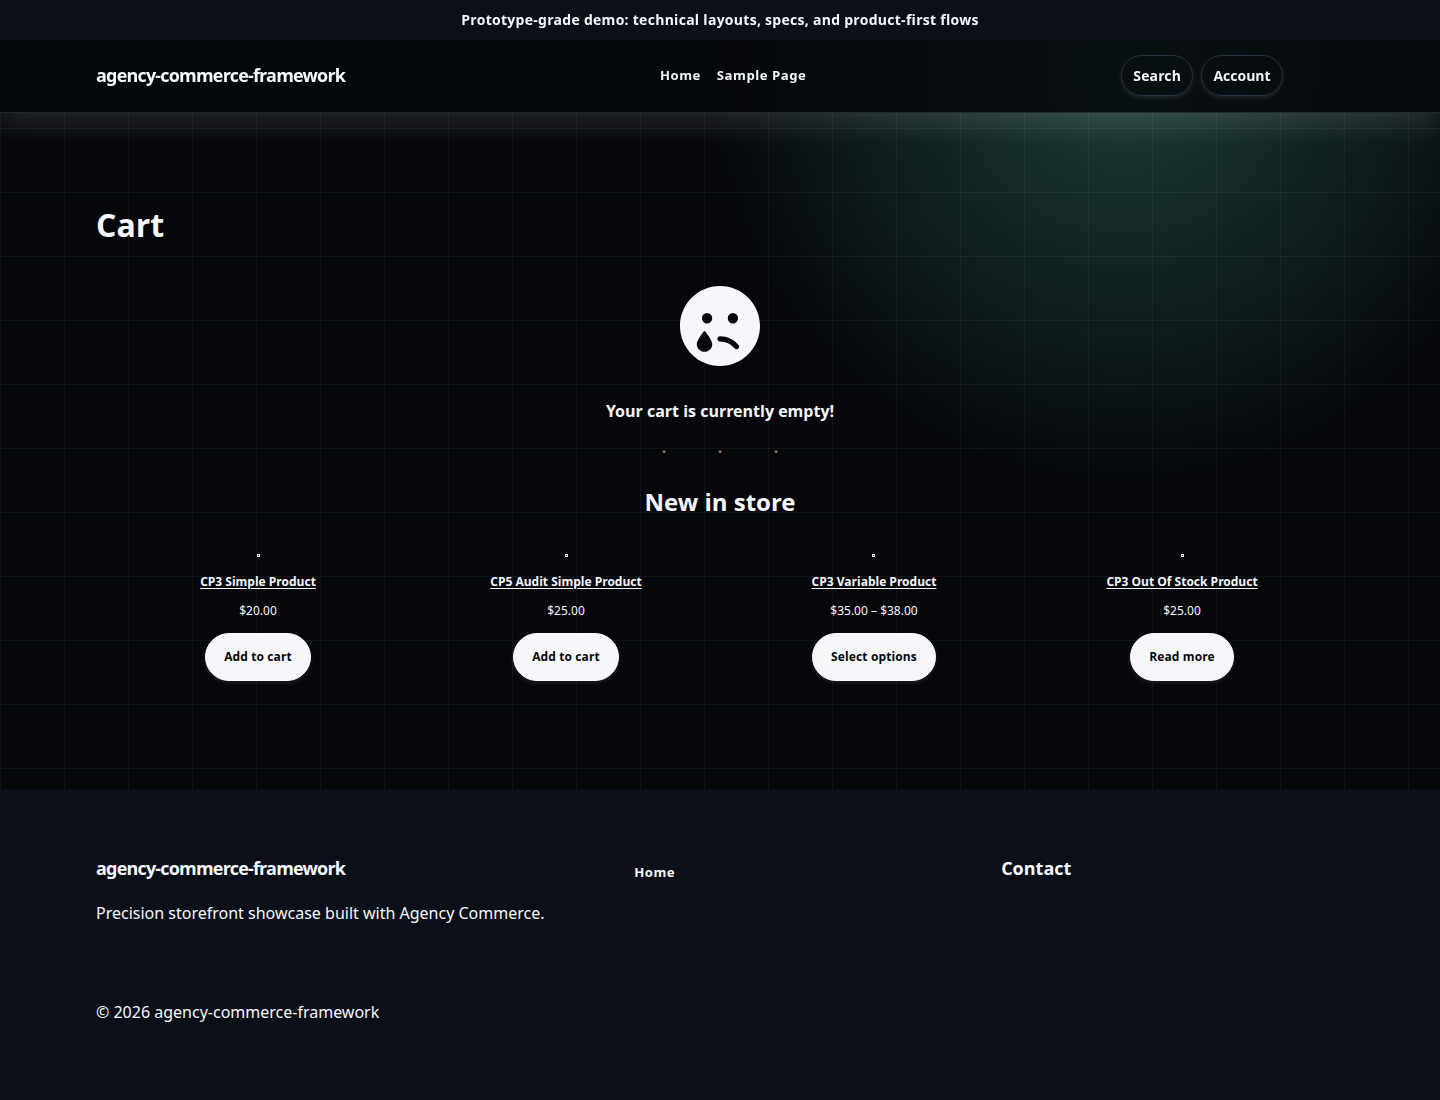 Prototype-grade demo: technical layouts, specs, and product-first flows
agency-commerce-framework
Home Sample Page
Search Account
Cart
Your cart is currently empty!
New in store
CP3 Simple Product
$20.00
Add to cart
CP5 Audit Simple Product
$25.00
Add to cart
CP3 Variable Product
$35.00 – $38.00
Select options
CP3 Out Of Stock Product
$25.00
Read more
agency-commerce-framework
Precision storefront showcase built with Agency Commerce.
Home
Contact
© 2026 agency-commerce-framework